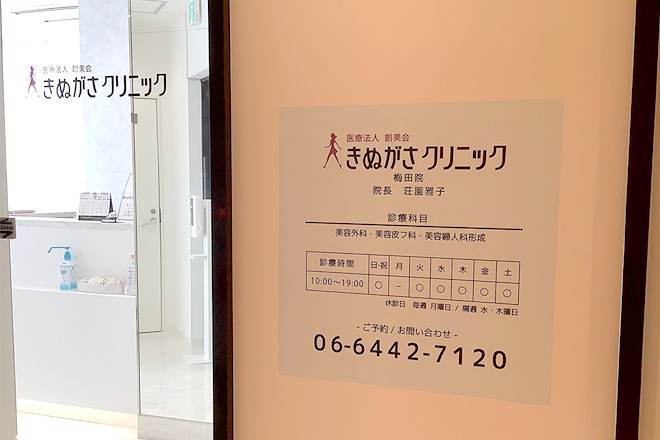 医療法人 創美会
きぬがさクリニック
医療法人 創美会
きぬがさクリニック
梅田院
院長 荘園雅子
診療科目
美容外科・美容皮フ科・美容婦人科形成
診療時間 日・祝 月 火 水 木 金 土
10:00〜19:00 ○ − ○ ○ ○ ○ ○
休診日 毎週 月曜日 / 隔週 水・木曜日
- ご予約 / お問い合わせ -
06-6442-7120